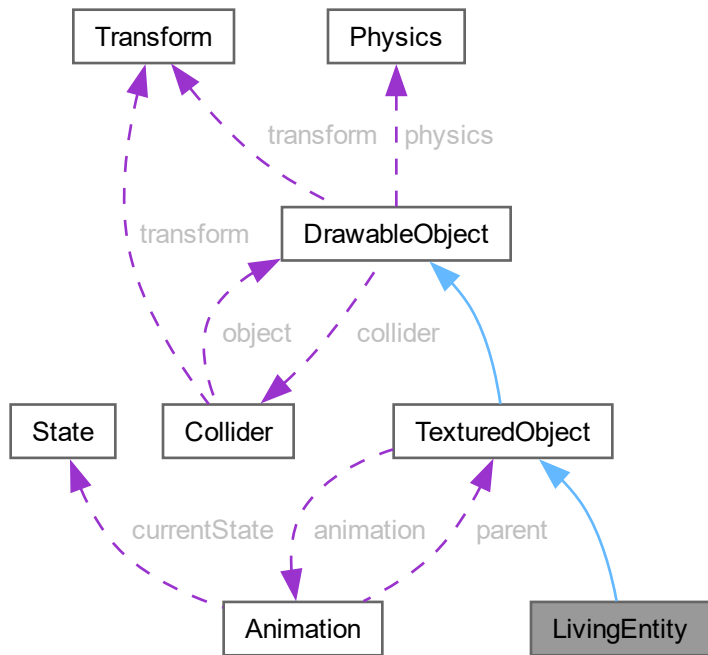 Transform
Physics
transform
physics
transform
DrawableObject
object
collider
State
Collider
TexturedObject
currentState
animation
parent
Animation
LivingEntity